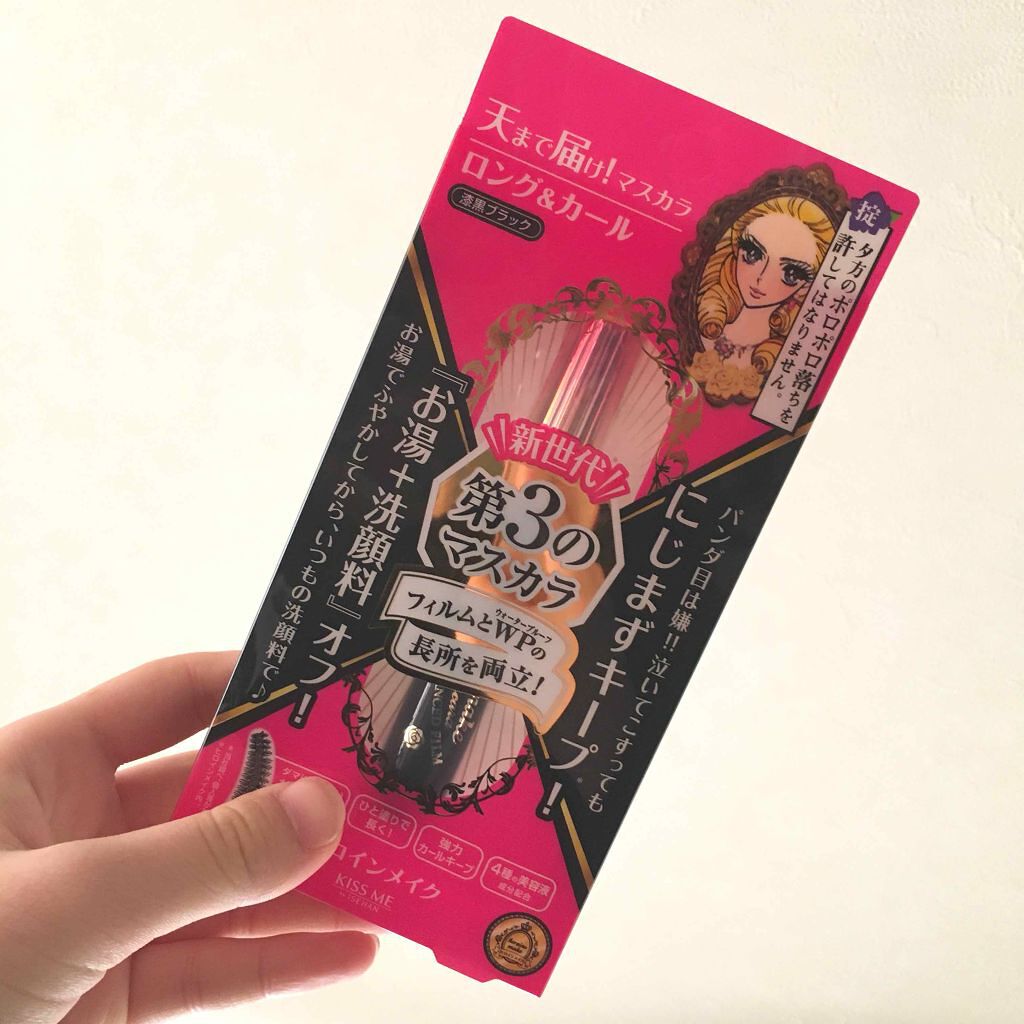 天まで届け!マスカラ
ロング&カール
漆黒ブラック
掟
夕方のポロポロ落ちを
許してはなりません。
新世代
第3の
マスカラ
ウォータープルーフ
フィルムとWPの
長所を両立!
パンダ目は嫌!!泣いてこすっても
にじまずキープ!
『お湯+洗顔料』オフ!
お湯でふやかしてから、いつもの洗顔料で♪
ひと塗りで
長く!
強力
カールキープ
4種の美容液
成分配合
ロインメイク
KISS ME
ISEHAN